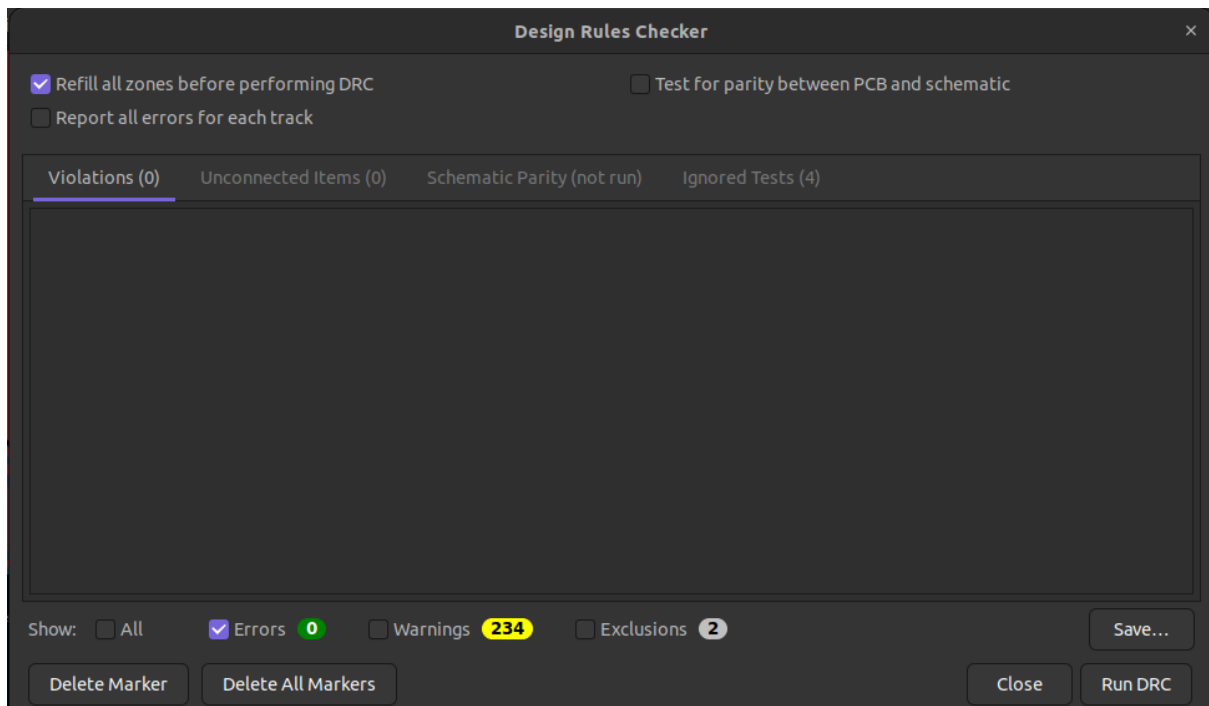 Design Rules Checker ×
Refill all zones before performing DRC Test for parity between PCB and schematic
Report all errors for each track
Violations (0) Unconnected Items (0) Schematic Parity (not run) Ignored Tests (4)
Show: All Errors 0 Warnings 234 Exclusions 2 Save...
Delete Marker Delete All Markers Close Run DRC